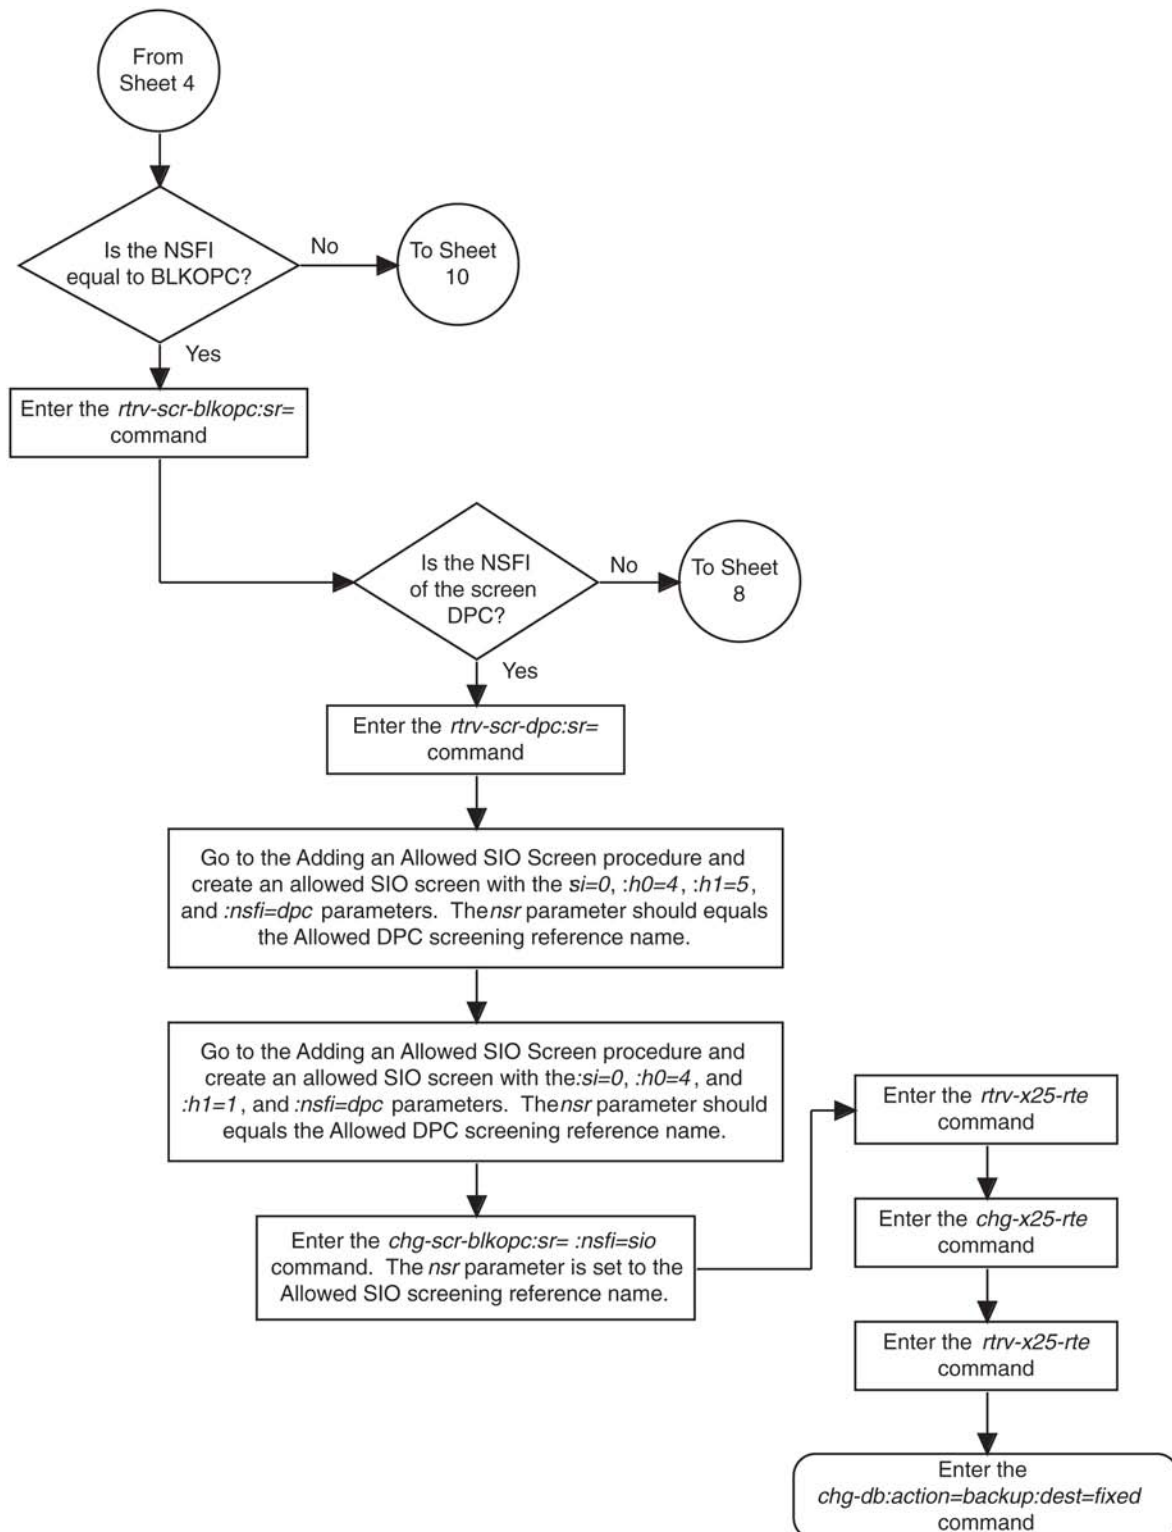 From
Sheet 4
Is the NSFI
equal to BLKOPC?
No
To Sheet
10
Yes
Enter the rtrv-scr-blkopc:sr=
command
Is the NSFI
of the screen
DPC?
No
To Sheet
8
Yes
Enter the rtrv-scr-dpc:sr=
command
Go to the Adding an Allowed SIO Screen procedure and
create an allowed SIO screen with the si=0, :h0=4, :h1=5,
and :nsfi=dpc parameters. The nsr parameter should equals
the Allowed DPC screening reference name.
Go to the Adding an Allowed SIO Screen procedure and
create an allowed SIO screen with the :si=0, :h0=4, and
:h1=1, and :nsfi=dpc parameters. The nsr parameter should
equals the Allowed DPC screening reference name.
Enter the chg-scr-blkopc:sr= :nsfi=sio
command. The nsr parameter is set to the
Allowed SIO screening reference name.
Enter the rtrv-x25-rte
command
Enter the chg-x25-rte
command
Enter the rtrv-x25-rte
command
Enter the
chg-db:action=backup:dest=fixed
command